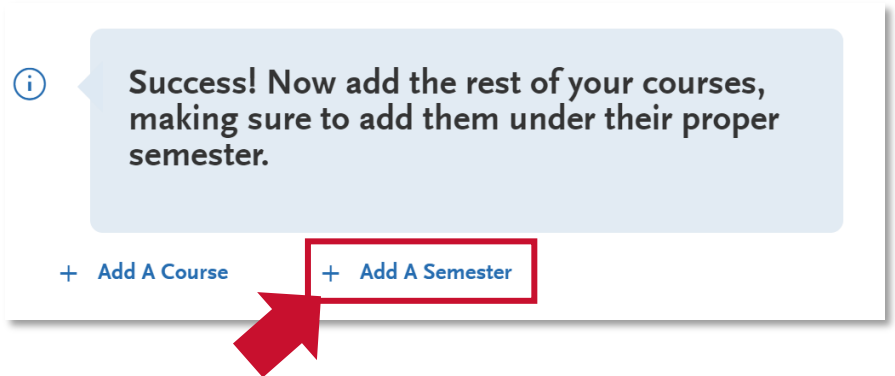 Success! Now add the rest of your courses,
making sure to add them under their proper
semester.
+ Add A Course + Add A Semester